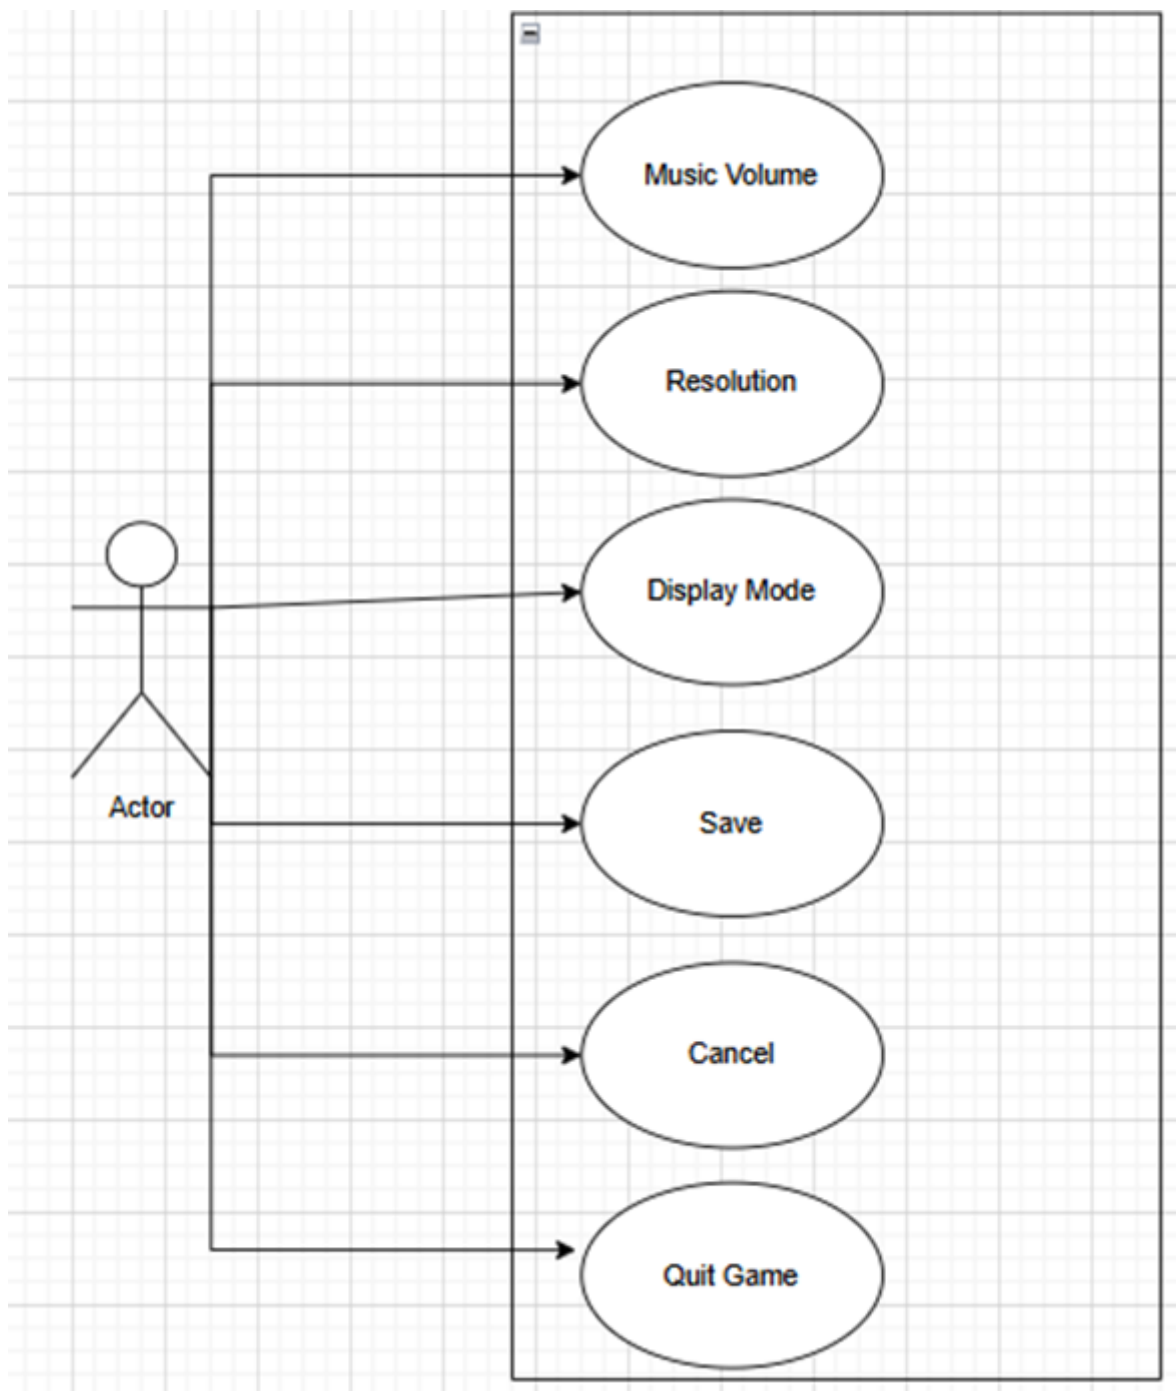 Music Volume
Resolution
Display Mode
Actor
Save
Cancel
Quit Game